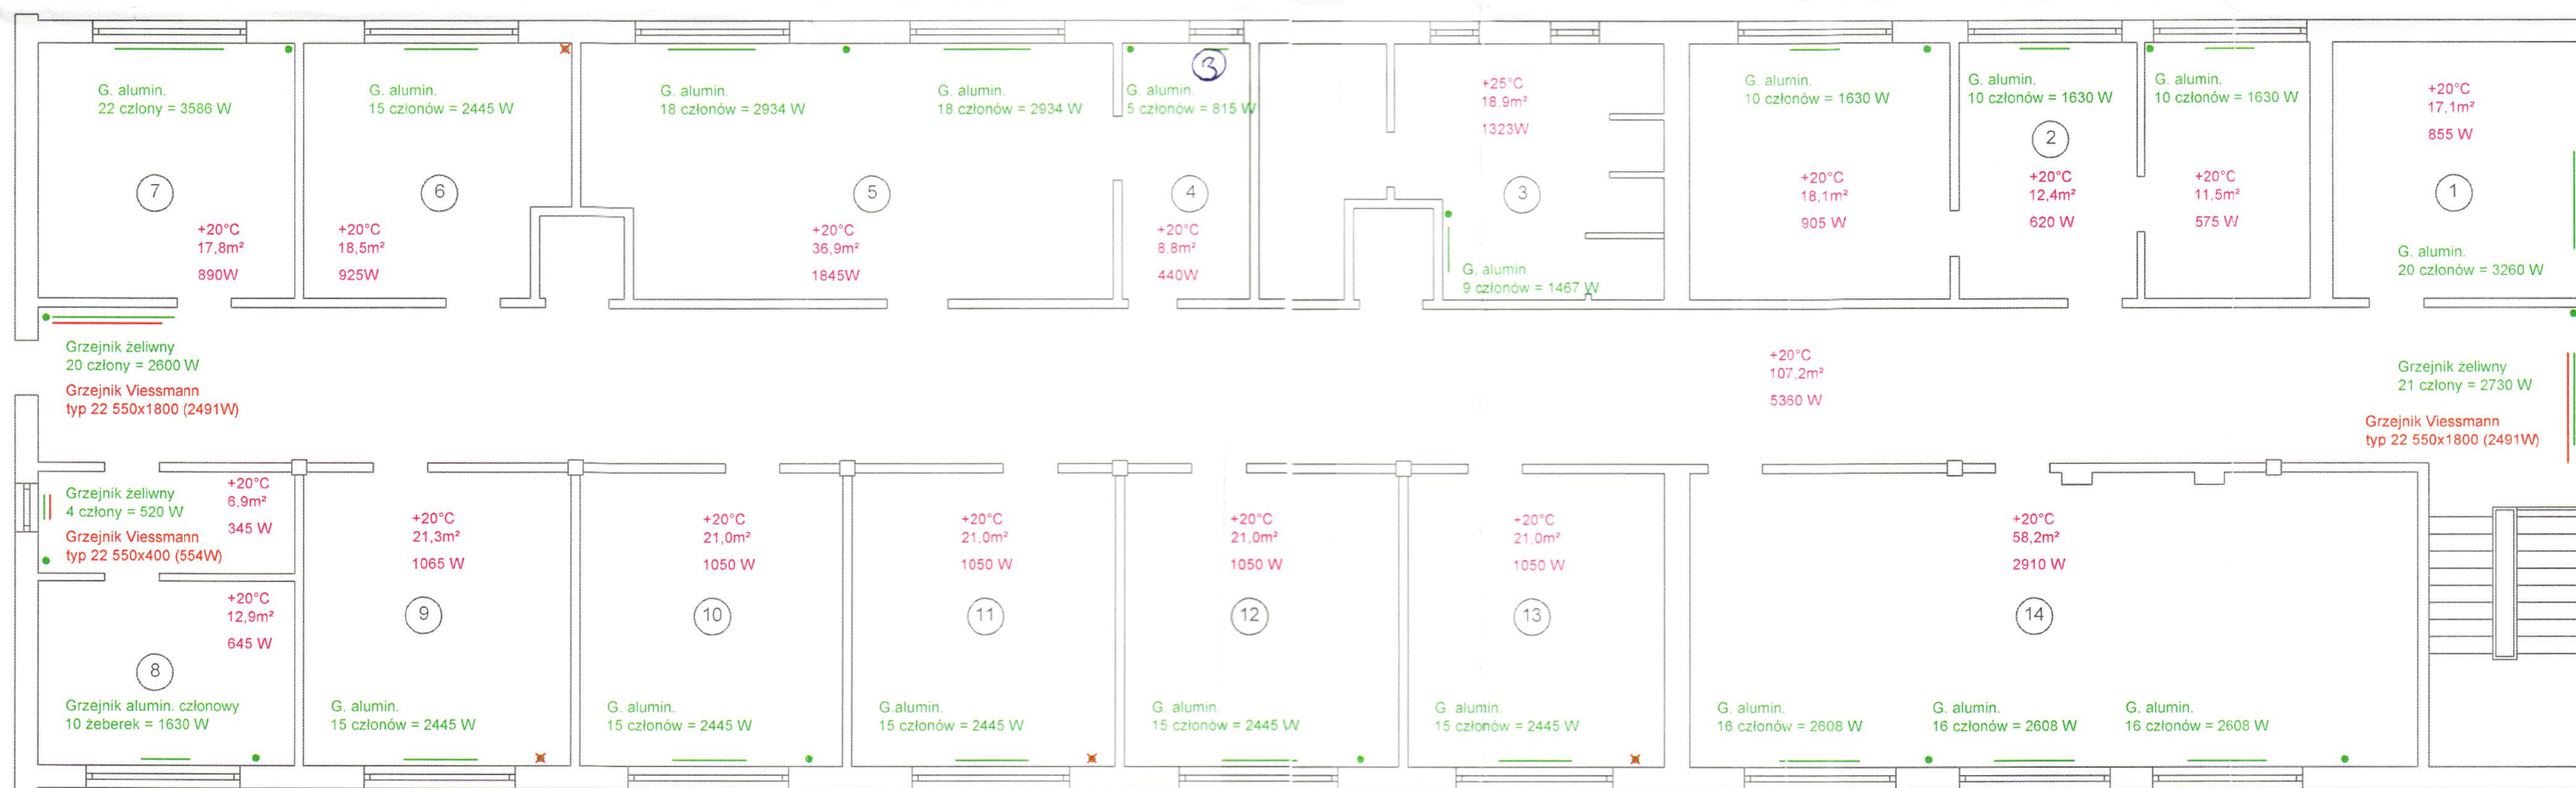 G. alumin.
22 człony = 3586 W
7
+20°C
17,8m²
890W
G. alumin.
15 członów = 2445 W
6
+20°C
18,5m²
925W
G. alumin.
18 członów = 2934 W
G. alumin.
18 członów = 2934 W
5
+20°C
36,9m²
1845W
3
G. alumin.
5 członów = 815 W
4
+20°C
8.8m²
440W
+25°C
18.9m²
1323W
3
G. alumin
9 członów = 1467 W
G. alumin.
10 członów = 1630 W
+20°C
18,1m²
905 W
G. alumin.
10 członów = 1630 W
2
+20°C
12,4m²
620 W
G. alumin.
10 członów = 1630 W
+20°C
11,5m²
575 W
+20°C
17,1m²
855 W
1
G. alumin.
20 członów = 3260 W
Grzejnik żeliwny
20 człony = 2600 W
Grzejnik Viessmann
typ 22 550x1800 (2491W)
+20°C
107,2m²
5360 W
Grzejnik żeliwny
21 człony = 2730 W
Grzejnik Viessmann
typ 22 550x1800 (2491W)
Grzejnik żeliwny
4 człony = 520 W
Grzejnik Viessmann
typ 22 550x400 (554W)
+20°C
6,9m²
345 W
+20°C
12,9m²
645 W
8
Grzejnik alumin. członowy
10 żeberek = 1630 W
+20°C
21,3m²
1065 W
9
G. alumin.
15 członów = 2445 W
+20°C
21,0m²
1050 W
10
G. alumin.
15 członów = 2445 W
+20°C
21,0m²
1050 W
11
G.alumin.
15 członów = 2445 W
+20°C
21,0m²
1050 W
12
G. alumin.
15 członów = 2445 W
+20°C
21,0m²
1050 W
13
G. alumin.
15 członów = 2445 W
+20°C
58,2m²
2910 W
14
G. alumin.
16 członów = 2608 W
G. alumin.
16 członów = 2608 W
G. alumin.
16 członów = 2608 W